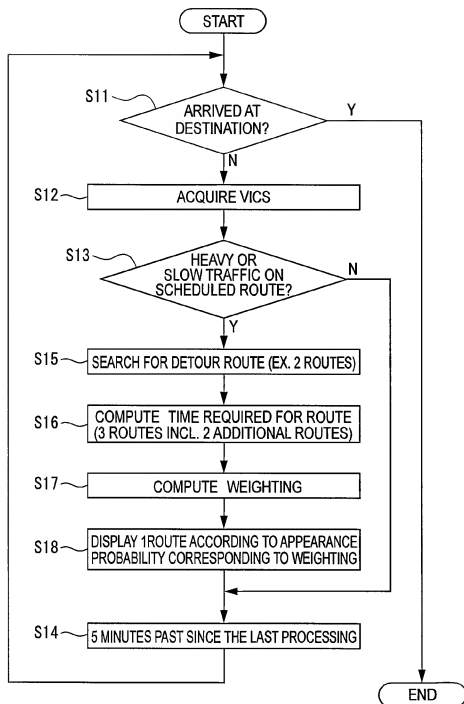 START
S11
ARRIVED AT
DESTINATION?
Y
N
S12
ACQUIRE VICS
S13
HEAVY OR
SLOW TRAFFIC ON
SCHEDULED ROUTE?
N
Y
S15
SEARCH FOR DETOUR ROUTE (EX. 2 ROUTES)
S16
COMPUTE TIME REQUIRED FOR ROUTE
(3 ROUTES INCL. 2 ADDITIONAL ROUTES)
S17
COMPUTE WEIGHTING
S18
DISPLAY 1ROUTE ACCORDING TO APPEARANCE
PROBABILITY CORRESPONDING TO WEIGHTING
S14
5 MINUTES PAST SINCE THE LAST PROCESSING
END